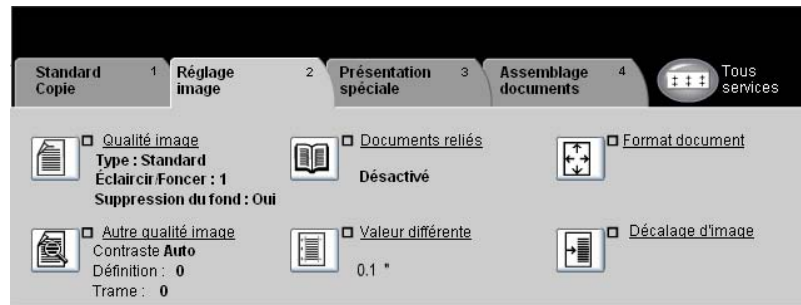 Standard Copie 1
Réglage image 2
Présentation spéciale 3
Assemblage documents 4
Tous services
Qualité image
Type : Standard
Éclaircir/Foncer : 1
Suppression du fond : Oui
Documents reliés
Désactivé
Format document
Autre qualité image
Contraste Auto
Définition : 0
Trame : 0
Valeur différente
0.1 "
Décalage d'image